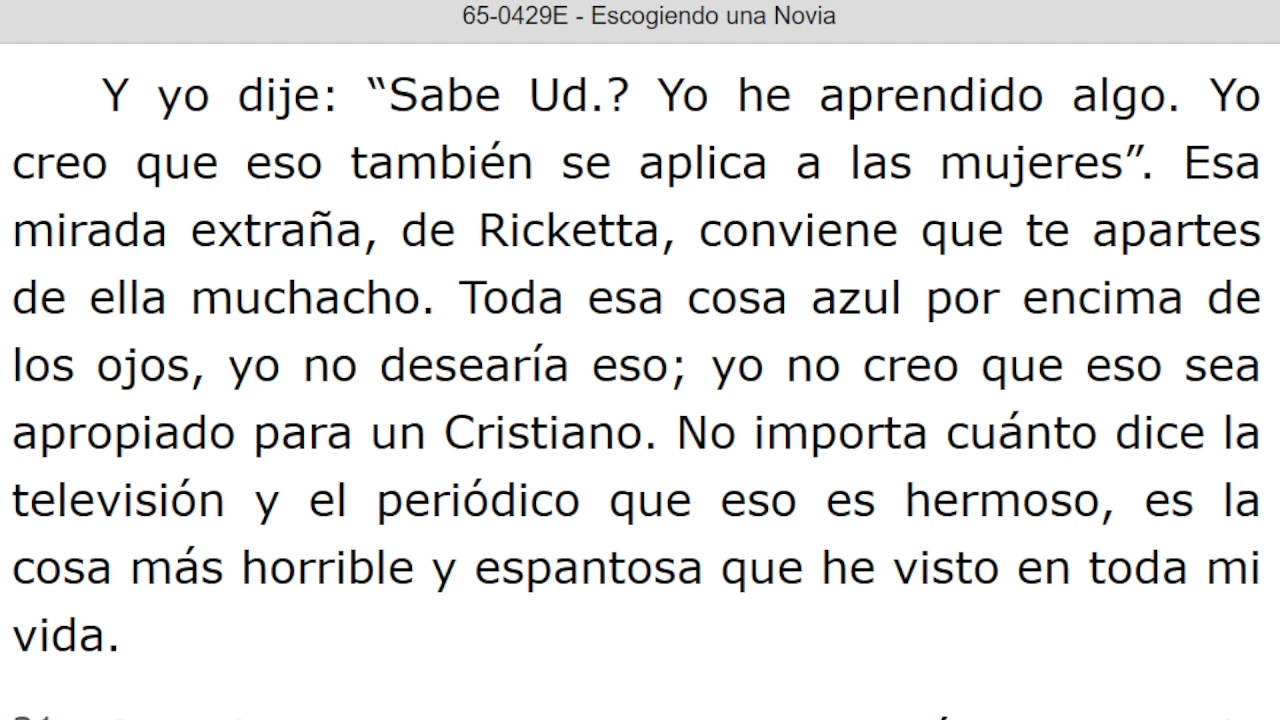 65-0429E - Escogiendo una Novia
Y yo dije: “Sabe Ud.? Yo he aprendido algo. Yo
creo que eso también se aplica a las mujeres”. Esa
mirada extraña, de Ricketta, conviene que te apartes
de ella muchacho. Toda esa cosa azul por encima de
los ojos, yo no desearía eso; yo no creo que eso sea
apropiado para un Cristiano. No importa cuánto dice la
televisión y el periódico que eso es hermoso, es la
cosa más horrible y espantosa que he visto en toda mi
vida.